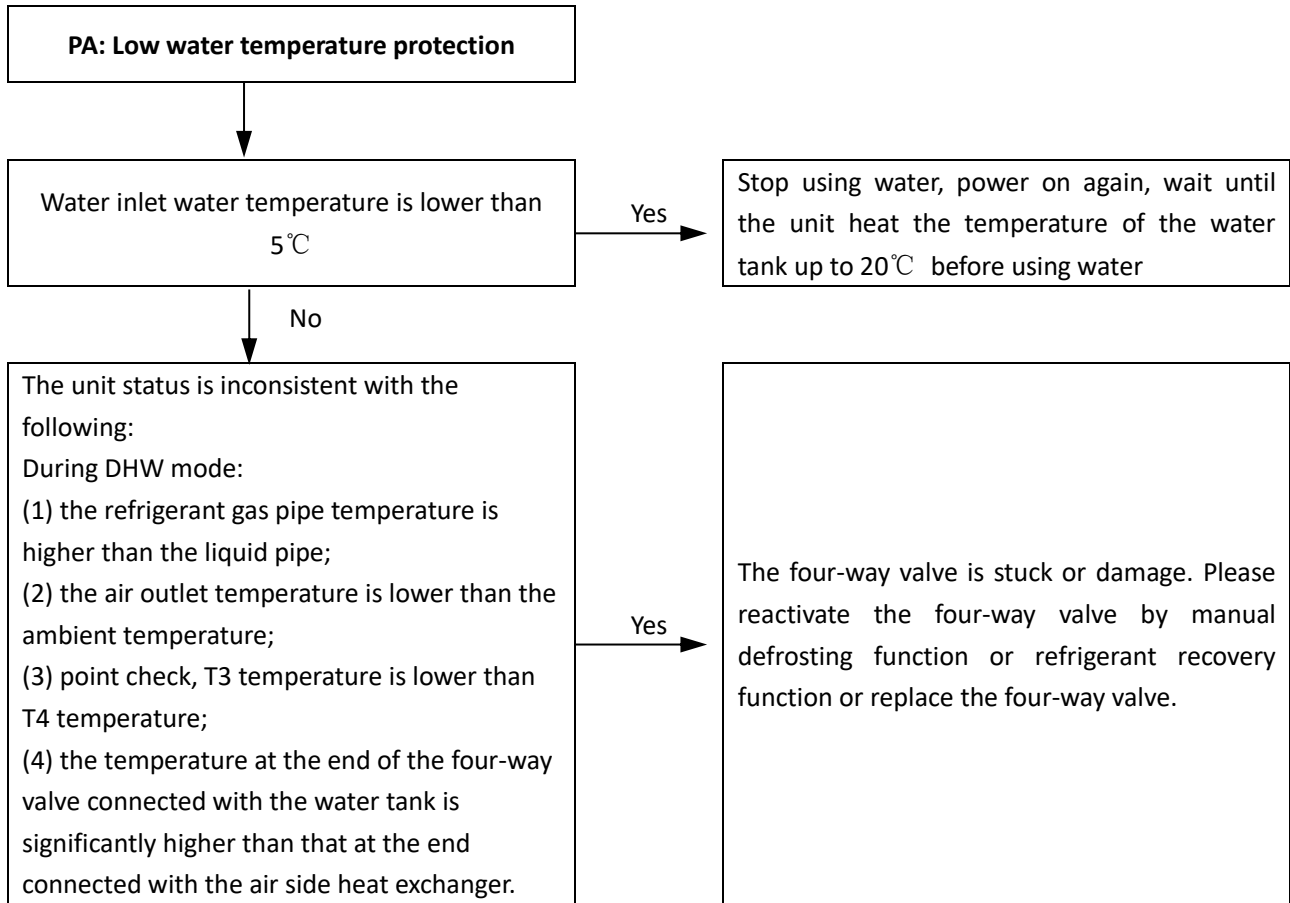 PA: Low water temperature protection
Water inlet water temperature is lower than
5℃
Yes
Stop using water, power on again, wait until
the unit heat the temperature of the water
tank up to 20℃ before using water
No
The unit status is inconsistent with the
following:
During DHW mode:
(1) the refrigerant gas pipe temperature is
higher than the liquid pipe;
(2) the air outlet temperature is lower than the
ambient temperature;
(3) point check, T3 temperature is lower than
T4 temperature;
(4) the temperature at the end of the four-way
valve connected with the water tank is
significantly higher than that at the end
connected with the air side heat exchanger.
Yes
The four-way valve is stuck or damage. Please
reactivate the four-way valve by manual
defrosting function or refrigerant recovery
function or replace the four-way valve.